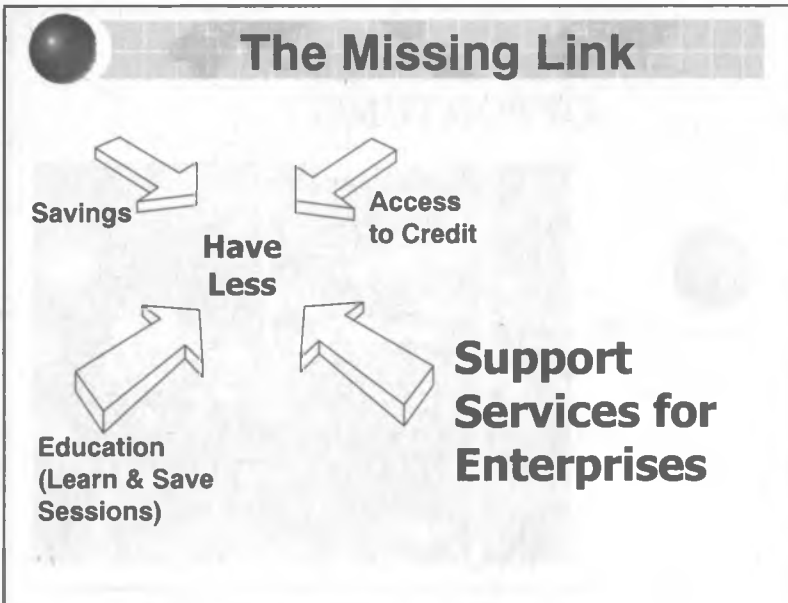 The Missing Link
Savings
Access
to Credit
Have
Less
Support
Services for
Enterprises
Education
(Learn & Save
Sessions)